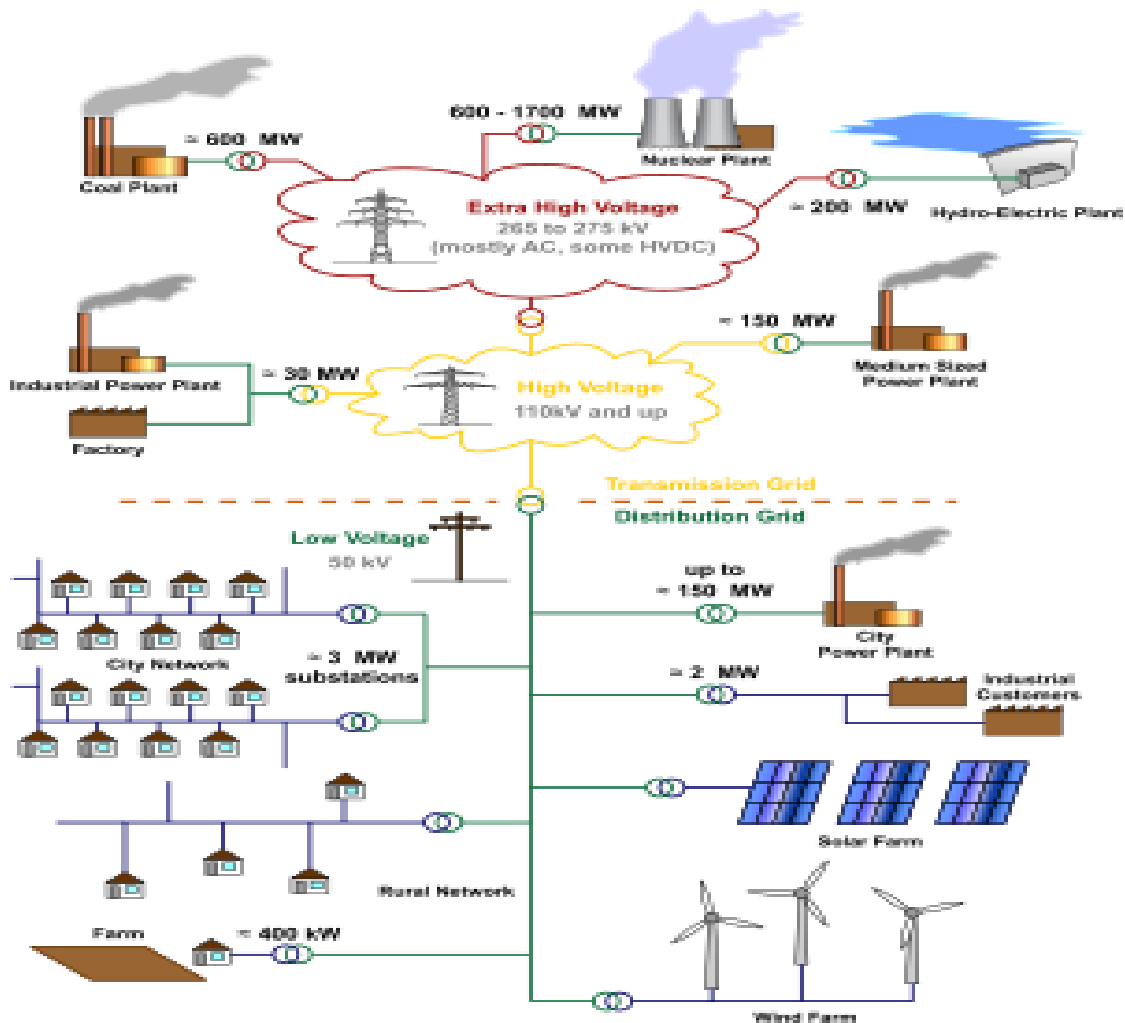 ≈ 600 MW
Coal Plant
600 - 1700 MW
Nuclear Plant
≈ 200 MW
Hydro-Electric Plant
Extra High Voltage
265 to 275 kV
(mostly AC, some HVDC)
Industrial Power Plant
Factory
≈ 30 MW
High Voltage
110kV and up
≈ 150 MW
Medium Sized
Power Plant
Transmission Grid
Distribution Grid
Low Voltage
50 kV
City Network
≈ 3 MW
substations
up to
≈ 150 MW
City
Power Plant
≈ 2 MW
Industrial
Customers
Solar Farm
Rural Network
Farm
≈ 400 kW
Wind Farm